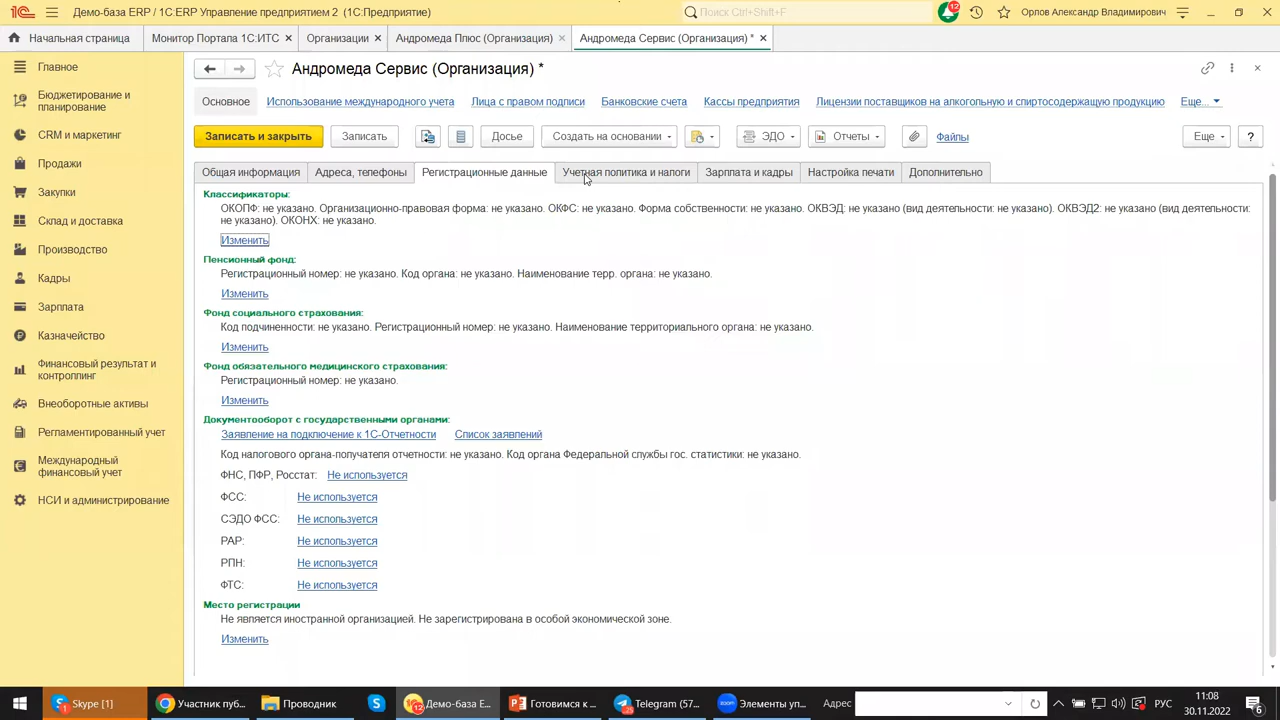 Демо-база ERP / 1С:ERP Управление предприятием 2 (1С:Предприятие)
Поиск Ctrl+Shift+F
12
Орлов Александр Владимирович
Начальная страница
Монитор Портала 1С:ИТС ×
Организации ×
Андромеда Плюс (Организация) ×
Андромеда Сервис (Организация) * ×
Главное
Бюджетирование и
планирование
CRM и маркетинг
Продажи
Закупки
Склад и доставка
Производство
Кадры
Зарплата
Казначейство
Финансовый результат и
контроллинг
Внеоборотные активы
Регламентированный учет
Международный
финансовый учет
НСИ и администрирование
Андромеда Сервис (Организация) *
Основное Использование международного учета Лица с правом подписи Банковские счета Кассы предприятия Лицензии поставщиков на алкогольную и спиртосодержащую продукцию Еще...
Записать и закрыть Записать Досье Создать на основании ЭДО Отчеты Файлы Еще ?
Общая информация Адреса, телефоны Регистрационные данные Учетная политика и налоги Зарплата и кадры Настройка печати Дополнительно
Классификаторы:
ОКОПФ: не указано. Организационно-правовая форма: не указано. ОКФС: не указано. Форма собственности: не указано. ОКВЭД: не указано (вид деятельности: не указано). ОКВЭД2: не указано (вид деятельности:
не указано). ОКОНХ: не указано.
Изменить
Пенсионный фонд:
Регистрационный номер: не указано. Код органа: не указано. Наименование терр. органа: не указано.
Изменить
Фонд социального страхования:
Код подчиненности: не указано. Регистрационный номер: не указано. Наименование территориального органа: не указано.
Изменить
Фонд обязательного медицинского страхования:
Регистрационный номер: не указано.
Изменить
Документооборот с государственными органами:
Заявление на подключение к 1С-Отчетности Список заявлений
Код налогового органа-получателя отчетности: не указано. Код органа Федеральной службы гос. статистики: не указано.
ФНС, ПФР, Росстат: Не используется
ФСС: Не используется
СЭДО ФСС: Не используется
РАР: Не используется
РПН: Не используется
ФТС: Не используется
Место регистрации
Не является иностранной организацией. Не зарегистрирована в особой экономической зоне.
Изменить
Skype [1]
Участник пуб...
Проводник
Демо-база E...
Готовимся к ...
Telegram (57...
Элементы уп...
Адрес
РУС
11:08
30.11.2022
6